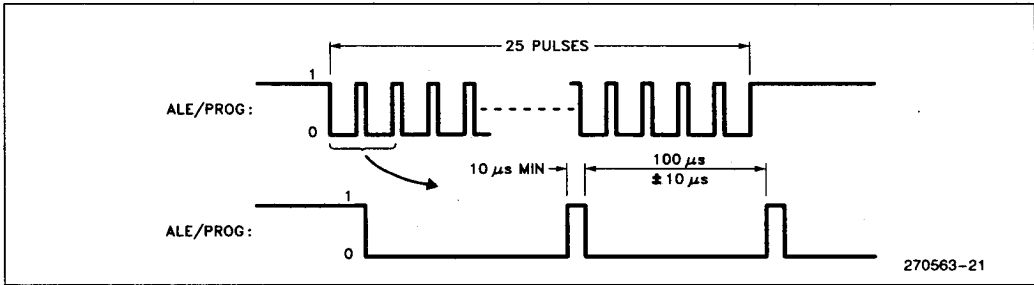 25 PULSES
1
ALE/PROG:
0
10 µs MIN
100 µs
±10 µs
1
ALE/PROG:
0
270563–21